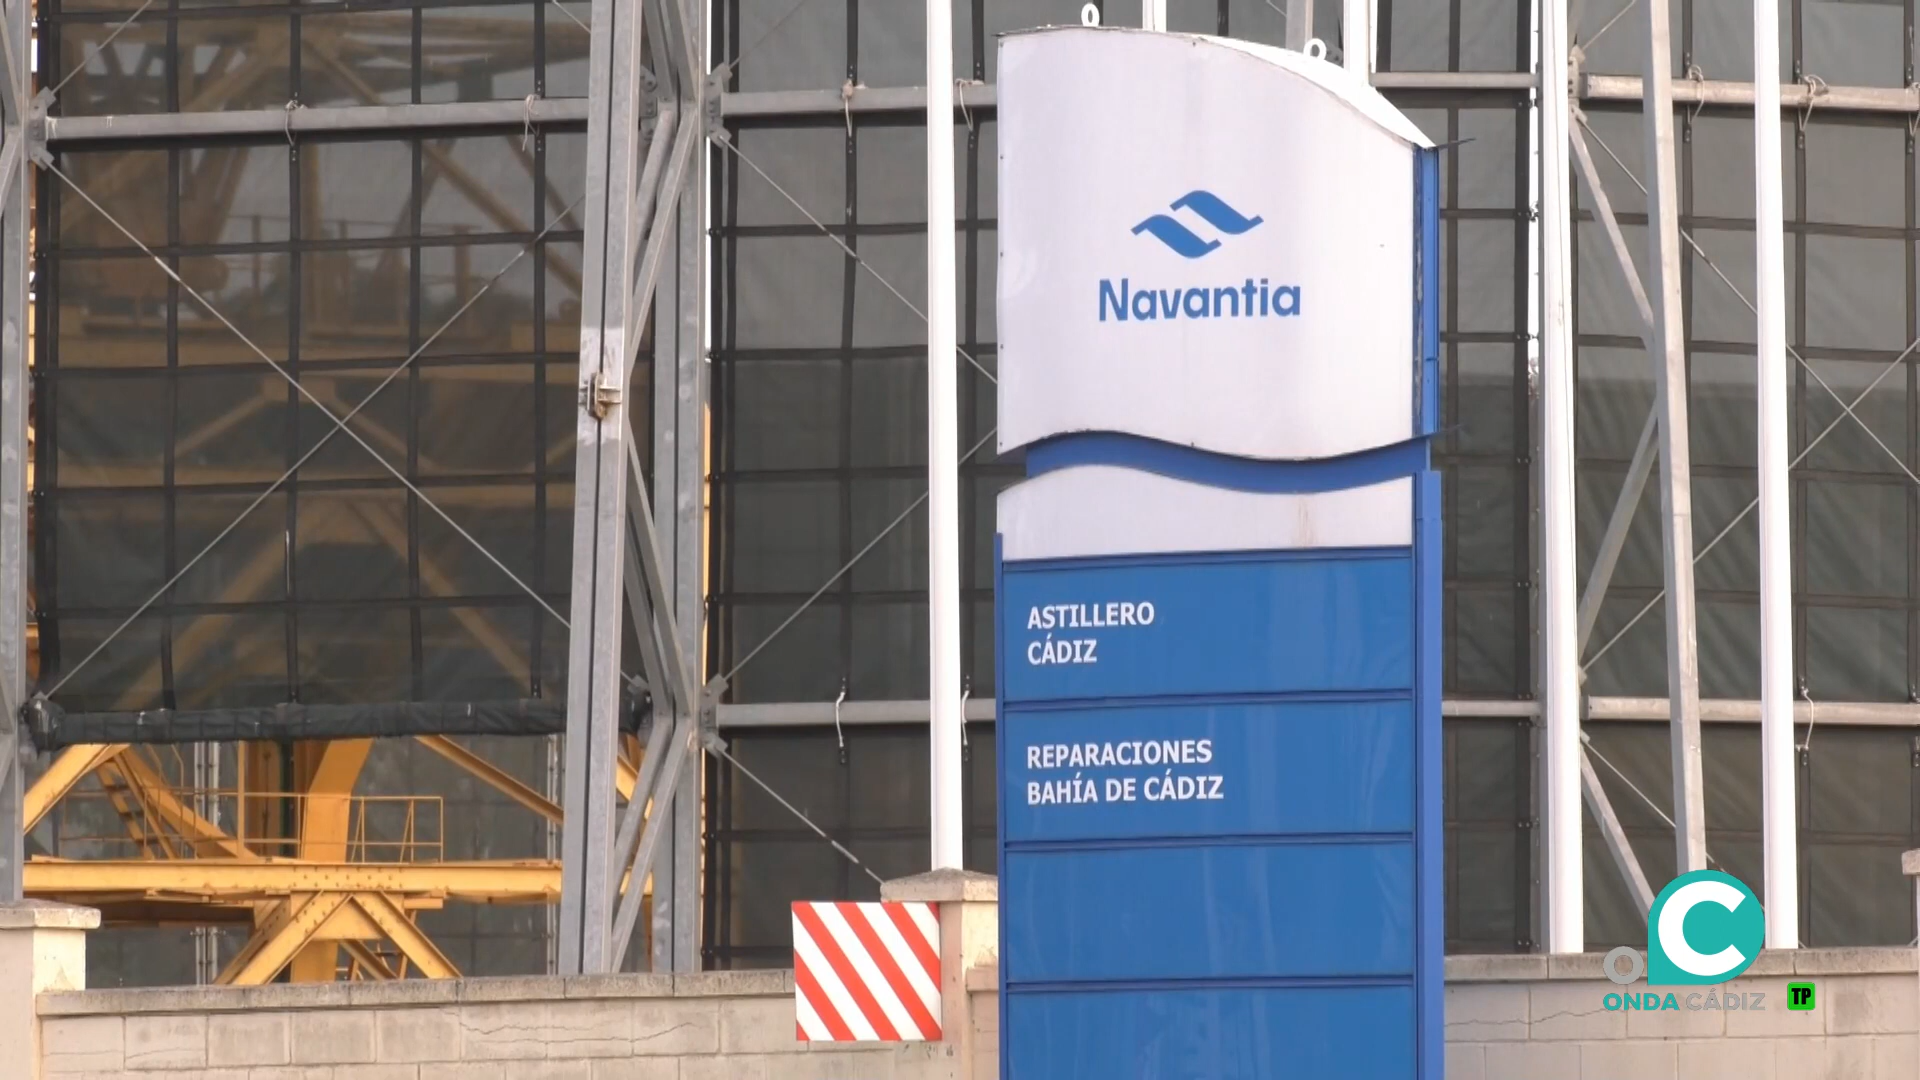 Navantia
ASTILLERO
CÁDIZ
REPARACIONES
BAHÍA DE CÁDIZ
ONDA CÁDIZ
TP